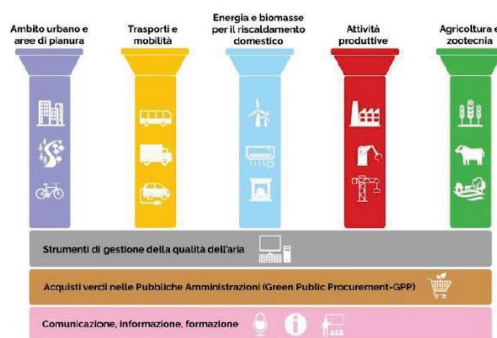 Ambito urbano e
aree di pianura
Trasporti e
mobilità
Energia e biomasse
per il riscaldamento
domestico
Attività
produttive
Agricoltura e
zootecnia
Strumenti di gestione della qualità dell'aria
Acquisti verdi nelle Pubbliche Amministrazioni (Green Public Procurement-GPP)
Comunicazione, informazione, formazione